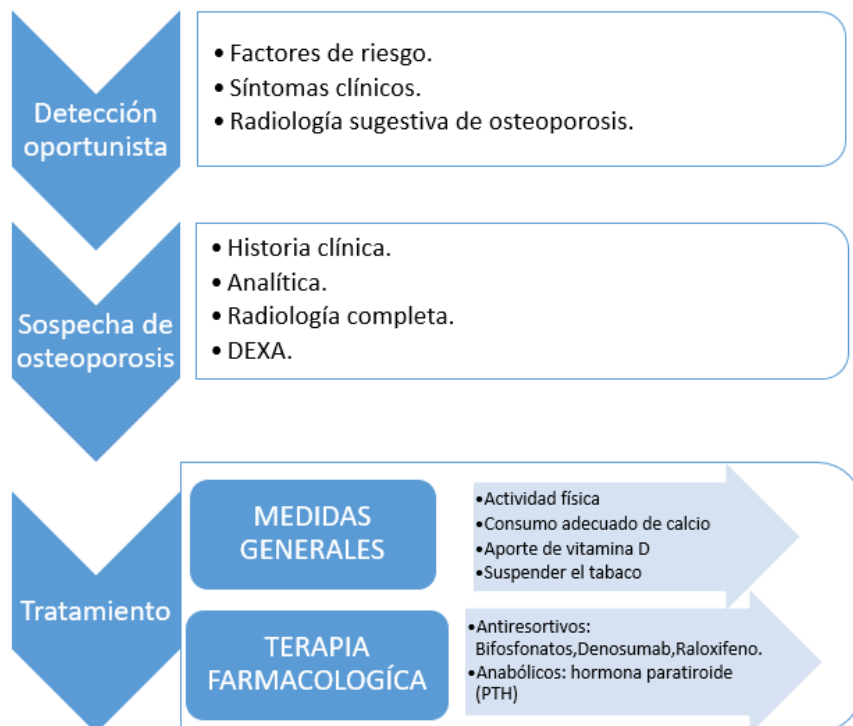 Detección
oportunista
• Factores de riesgo.
• Síntomas clínicos.
• Radiología sugestiva de osteoporosis.
Sospecha de
osteoporosis
• Historia clínica.
• Analítica.
• Radiología completa.
• DEXA.
Tratamiento
MEDIDAS
GENERALES
•Actividad física
•Consumo adecuado de calcio
•Aporte de vitamina D
•Suspender el tabaco
TERAPIA
FARMACOLOGÍCA
•Antiresortivos:
Bifosfonatos,Denosumab,Raloxifeno.
•Anabólicos: hormona paratiroide
(PTH)